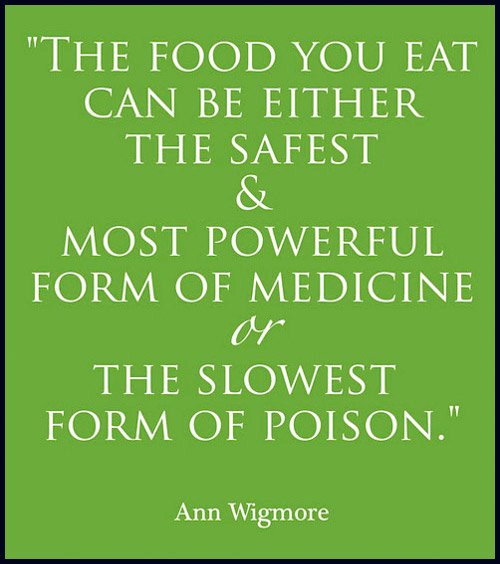 "THE FOOD YOU EAT
CAN BE EITHER
THE SAFEST
&
MOST POWERFUL
FORM OF MEDICINE
or
THE SLOWEST
FORM OF POISON."
Ann Wigmore